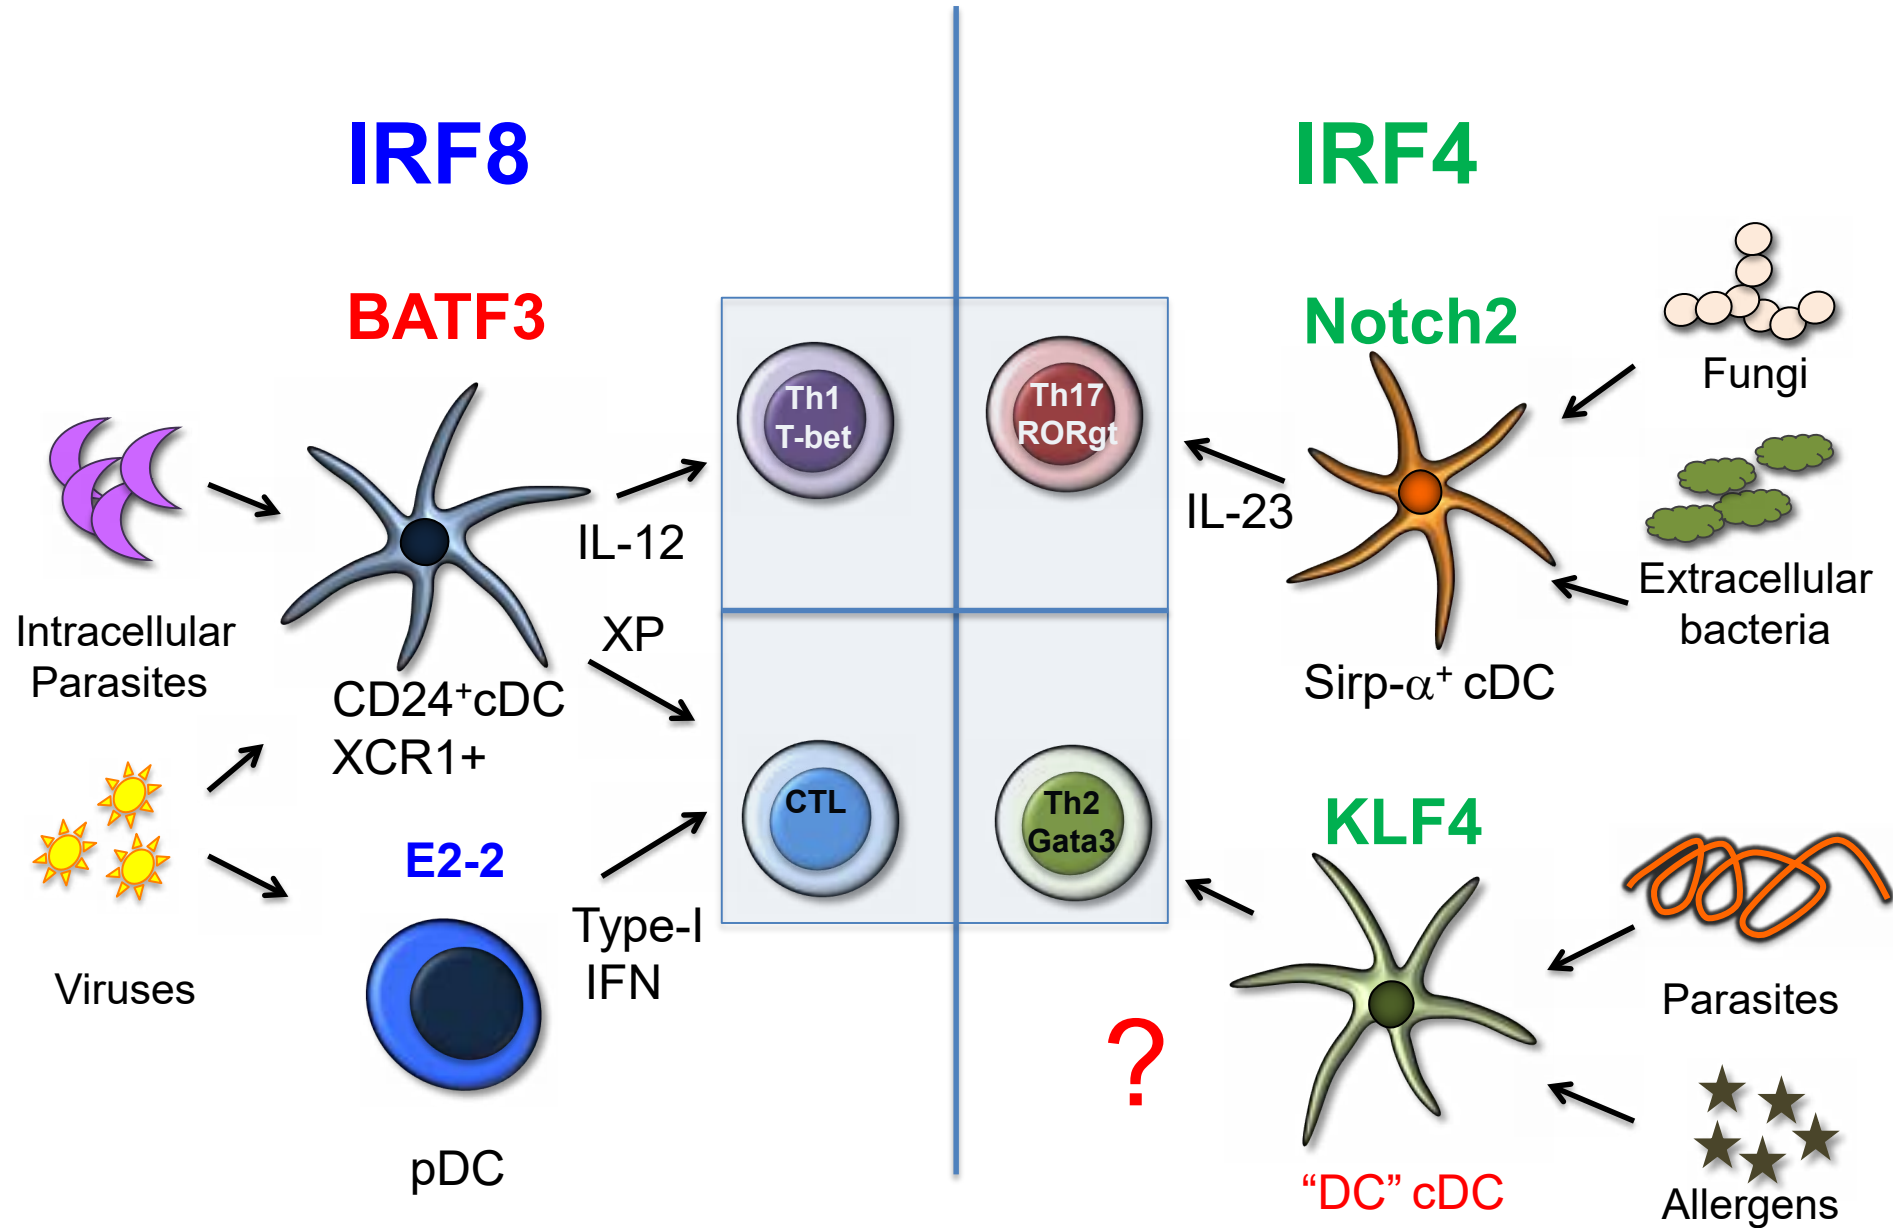 IRF8
IRF4
BATF3
Notch2
Fungi
Th1
T-bet
Th17
RORgt
IL-12
IL-23
Intracellular
Parasites
XP
Extracellular
bacteria
CD24⁺cDC
XCR1+
Sirp-α⁺ cDC
Viruses
E2-2
CTL
Th2
Gata3
KLF4
Type-I
IFN
Parasites
?
pDC
“DC” cDC
Allergens